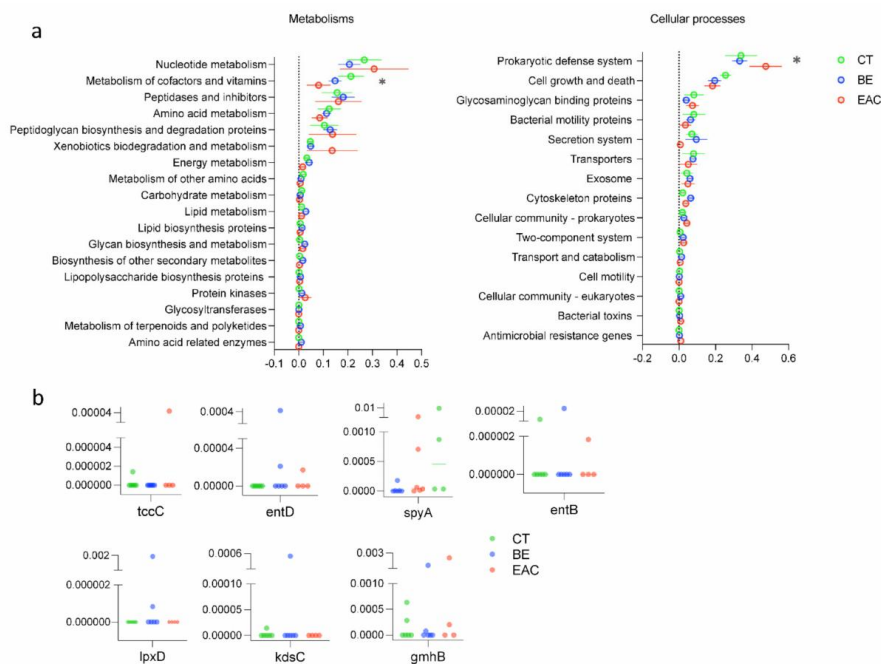 a
Metabolisms
Nucleotide metabolism
Metabolism of cofactors and vitamins
*
Peptidases and inhibitors
Amino acid metabolism
Peptidoglycan biosynthesis and degradation proteins
Xenobiotics biodegradation and metabolism
Energy metabolism
Metabolism of other amino acids
Carbohydrate metabolism
Lipid metabolism
Lipid biosynthesis proteins
Glycan biosynthesis and metabolism
Biosynthesis of other secondary metabolites
Lipopolysaccharide biosynthesis proteins
Protein kinases
Glycosyltransferases
Metabolism of terpenoids and polyketides
Amino acid related enzymes
-0.1 0.0 0.1 0.2 0.3 0.4 0.5
Cellular processes
Prokaryotic defense system
*
Cell growth and death
Glycosaminoglycan binding proteins
Bacterial motility proteins
Secretion system
Transporters
Exosome
Cytoskeleton proteins
Cellular community - prokaryotes
Two-component system
Transport and catabolism
Cell motility
Cellular community - eukaryotes
Bacterial toxins
Antimicrobial resistance genes
-0.2 0.0 0.2 0.4 0.6
CT
BE
EAC
b
0.00004
0.000004
0.000002
0.000000
tccC
0.0004
0.00004
0.00002
0.00000
entD
0.01
0.0010
0.0005
0.0000
spyA
0.00002
0.000002
0.000000
entB
0.002
0.000002
0.000000
lpxD
0.0006
0.00010
0.00005
0.00000
kdsC
0.003
0.0010
0.0005
0.0000
gmhB
CT
BE
EAC